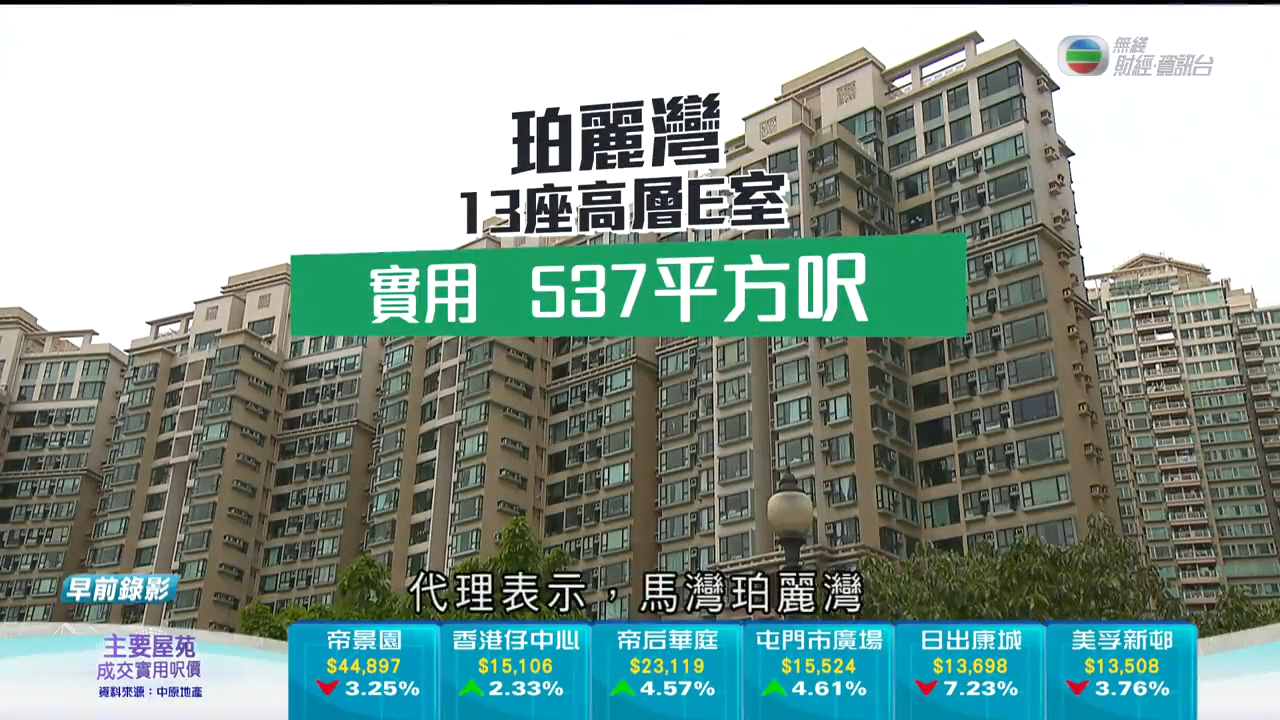 無綫
財經·資訊台
珀麗灣
13座高層E室
實用 537平方呎
代理表示，馬灣珀麗灣
早前錄影
主要屋苑
成交實用呎價
資料來源：中原地產
帝景園
$44,897
3.25%
香港仔中心
$15,106
2.33%
帝后華庭
$23,119
4.57%
屯門市廣場
$15,524
4.61%
日出康城
$13,698
7.23%
美孚新邨
$13,508
3.76%